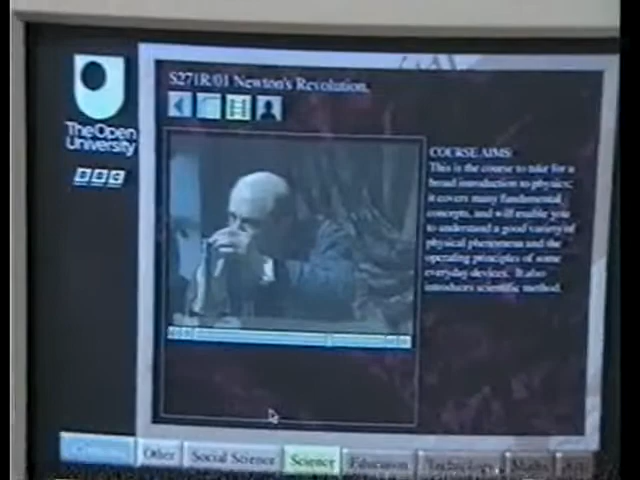 S271R/01 Newton's Revolution.
The Open
University
BBC
COURSE AIMS:
This is the course to take for a
broad introduction to physics;
it covers many fundamental
concepts, and will enable you
to understand a good variety of
physical phenomena and the
operating principles of some
everyday devices. It also
introduces scientific method.
Other
Social Science
Science
Education
Technology
Maths
Art